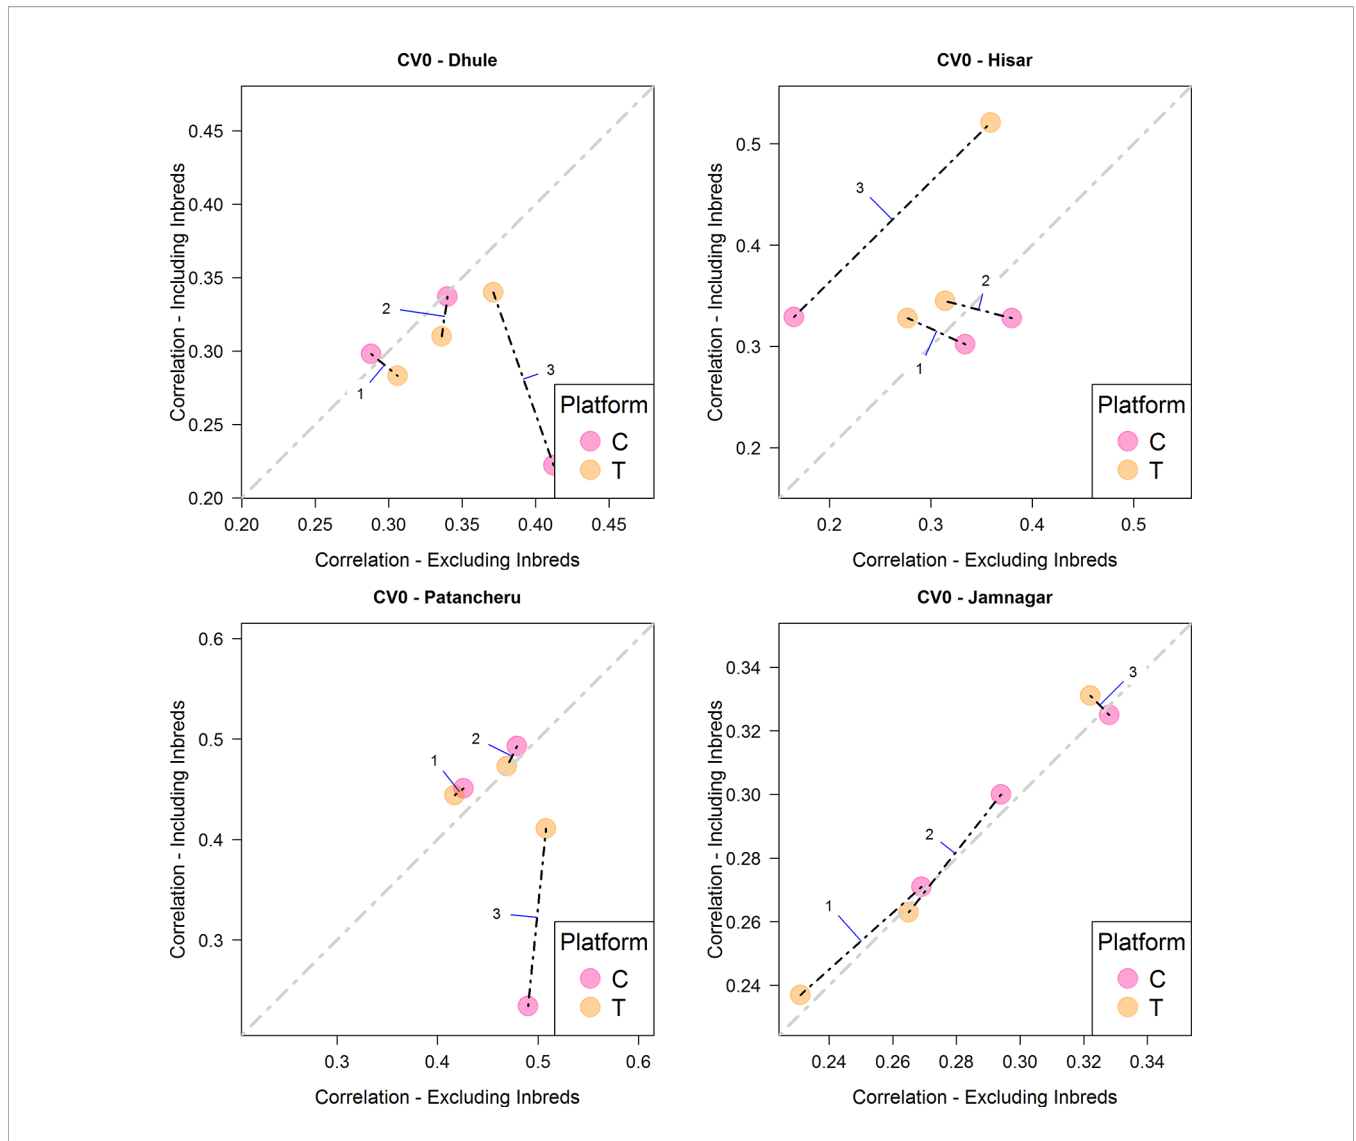 CV0 - Dhule
Correlation - Including Inbreds
0.45
0.40
0.35
0.30
0.25
0.20
2
1
3
Platform
C
T
0.20 0.25 0.30 0.35 0.40 0.45
Correlation - Excluding Inbreds
CV0 - Hisar
Correlation - Including Inbreds
0.5
0.4
0.3
0.2
3
2
1
Platform
C
T
0.2 0.3 0.4 0.5
Correlation - Excluding Inbreds
CV0 - Patancheru
Correlation - Including Inbreds
0.6
0.5
0.4
0.3
2
1
3
Platform
C
T
0.3 0.4 0.5 0.6
Correlation - Excluding Inbreds
CV0 - Jamnagar
Correlation - Including Inbreds
0.34
0.32
0.30
0.28
0.26
0.24
3
2
1
Platform
C
T
0.24 0.26 0.28 0.30 0.32 0.34
Correlation - Excluding Inbreds